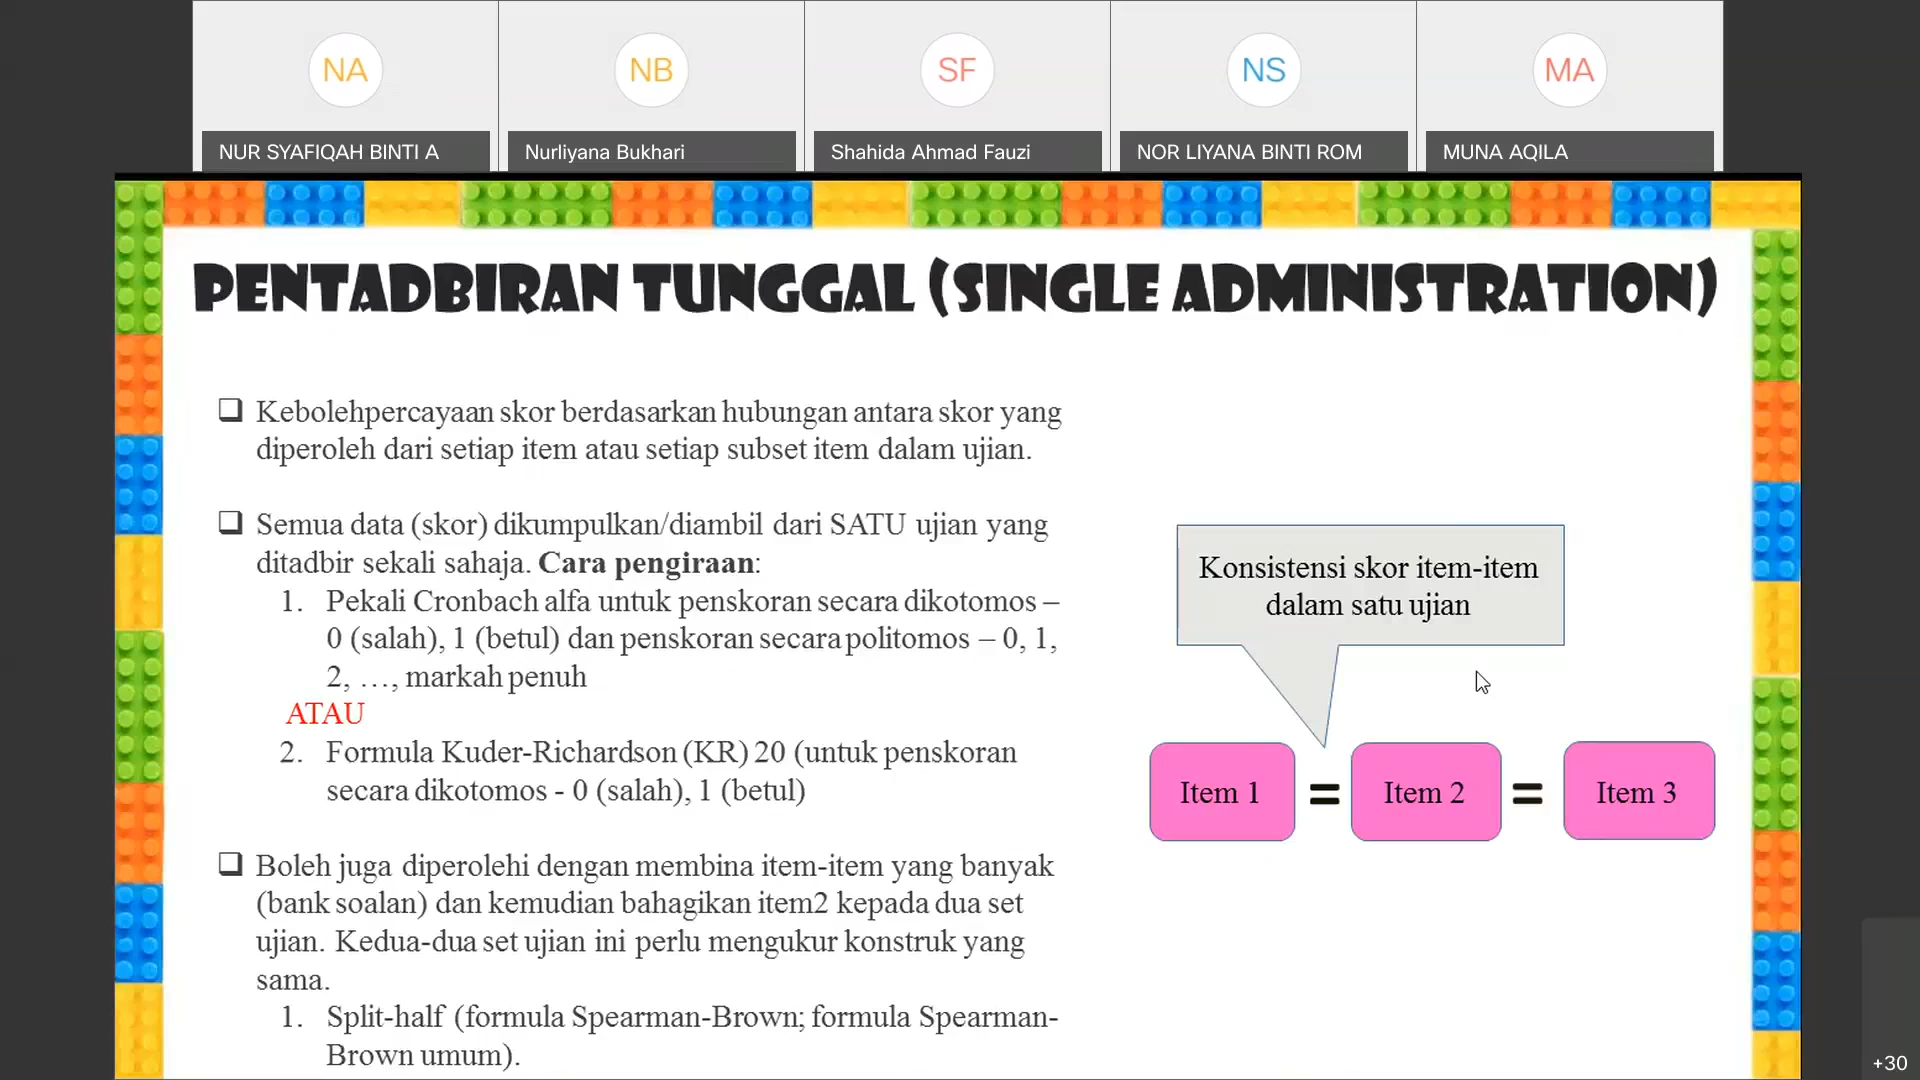 NA
NB
SF
NS
MA
NUR SYAFIQAH BINTI A
Nurliyana Bukhari
Shahida Ahmad Fauzi
NOR LIYANA BINTI ROM
MUNA AQILA
PENTADBIRAN TUNGGAL (SINGLE ADMINISTRATION)
Kebolehpercayaan skor berdasarkan hubungan antara skor yang
diperoleh dari setiap item atau setiap subset item dalam ujian.
Semua data (skor) dikumpulkan/diambil dari SATU ujian yang
ditadbir sekali sahaja. Cara pengiraan:
1. Pekali Cronbach alfa untuk penskoran secara dikotomos –
0 (salah), 1 (betul) dan penskoran secara politomos – 0, 1,
2, …, markah penuh
ATAU
2. Formula Kuder-Richardson (KR) 20 (untuk penskoran
secara dikotomos - 0 (salah), 1 (betul)
Boleh juga diperolehi dengan membina item-item yang banyak
(bank soalan) dan kemudian bahagikan item2 kepada dua set
ujian. Kedua-dua set ujian ini perlu mengukur konstruk yang
sama.
1. Split-half (formula Spearman-Brown; formula Spearman-
Brown umum).
Konsistensi skor item-item
dalam satu ujian
Item 1 = Item 2 = Item 3
+30